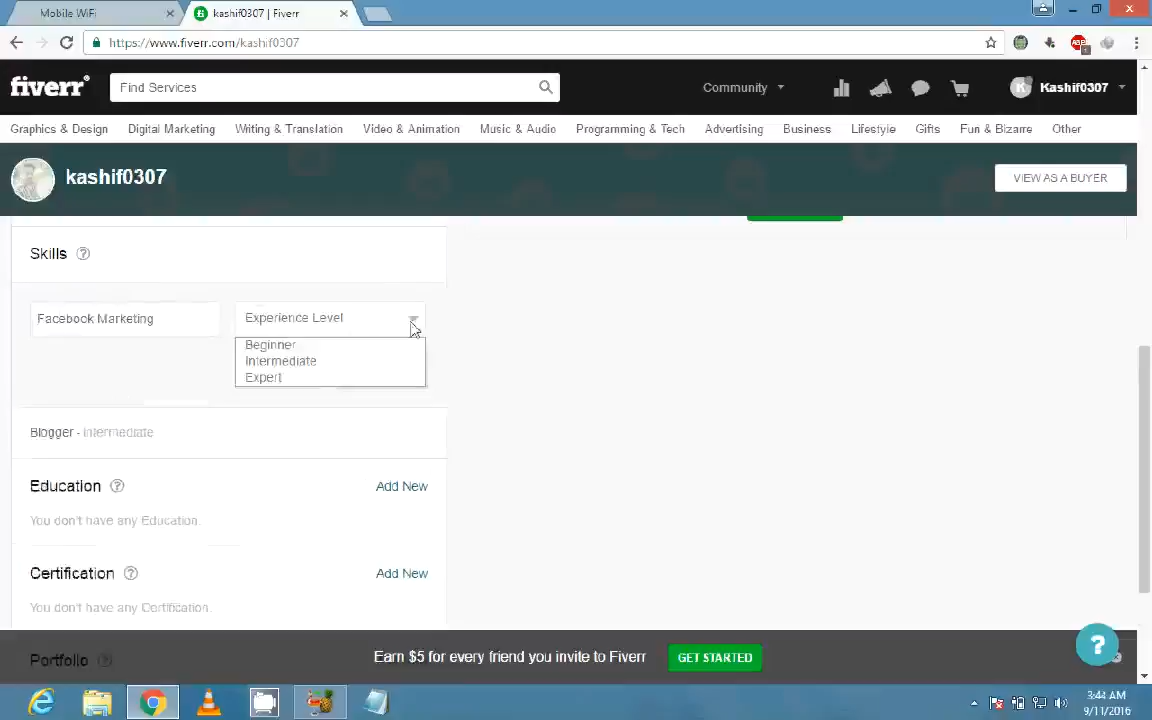 Mobile WiFi
kashif0307 | Fiverr
https://www.fiverr.com/kashif0307
fiverr®
Find Services
Community
Kashif0307
Graphics & Design Digital Marketing Writing & Translation Video & Animation Music & Audio Programming & Tech Advertising Business Lifestyle Gifts Fun & Bizarre Other
kashif0307
VIEW AS A BUYER
Skills ?
Facebook Marketing
Experience Level
Beginner
Intermediate
Expert
Blogger - Intermediate
Education ? Add New
You don't have any Education.
Certification ? Add New
You don't have any Certification.
Portfolio ?
Earn $5 for every friend you invite to Fiverr
GET STARTED
?
3:44 AM
9/11/2016